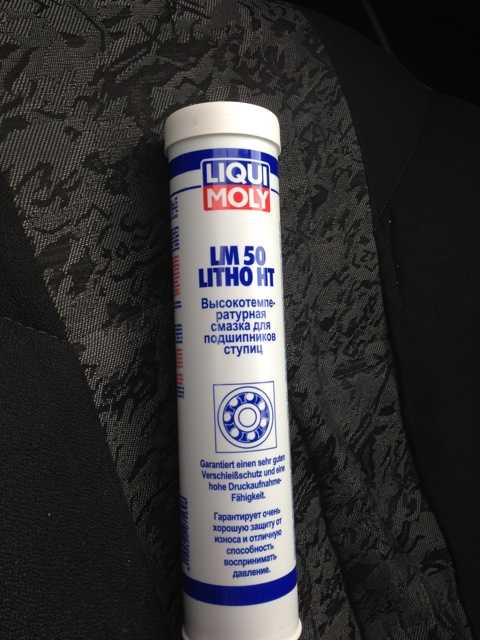 LIQUI
MOLY
LM 50
LITHO HT
Высокотемпе-
ратурная
смазка для
подшипников
ступиц
Garantiert einen sehr guten
Verschleißschutz und eine
hohe Druckaufnahme-
Fähigkeit.
Гарантирует очень
хорошую защиту от
износа и отличную
способность
воспринимать
давление.